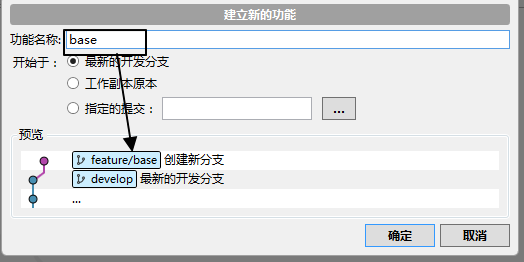 建立新的功能
功能名称: base
开始于： 最新的开发分支
工作副本原本
指定的提交： ...
预览
feature/base 创建新分支
develop 最新的开发分支
...
确定 取消